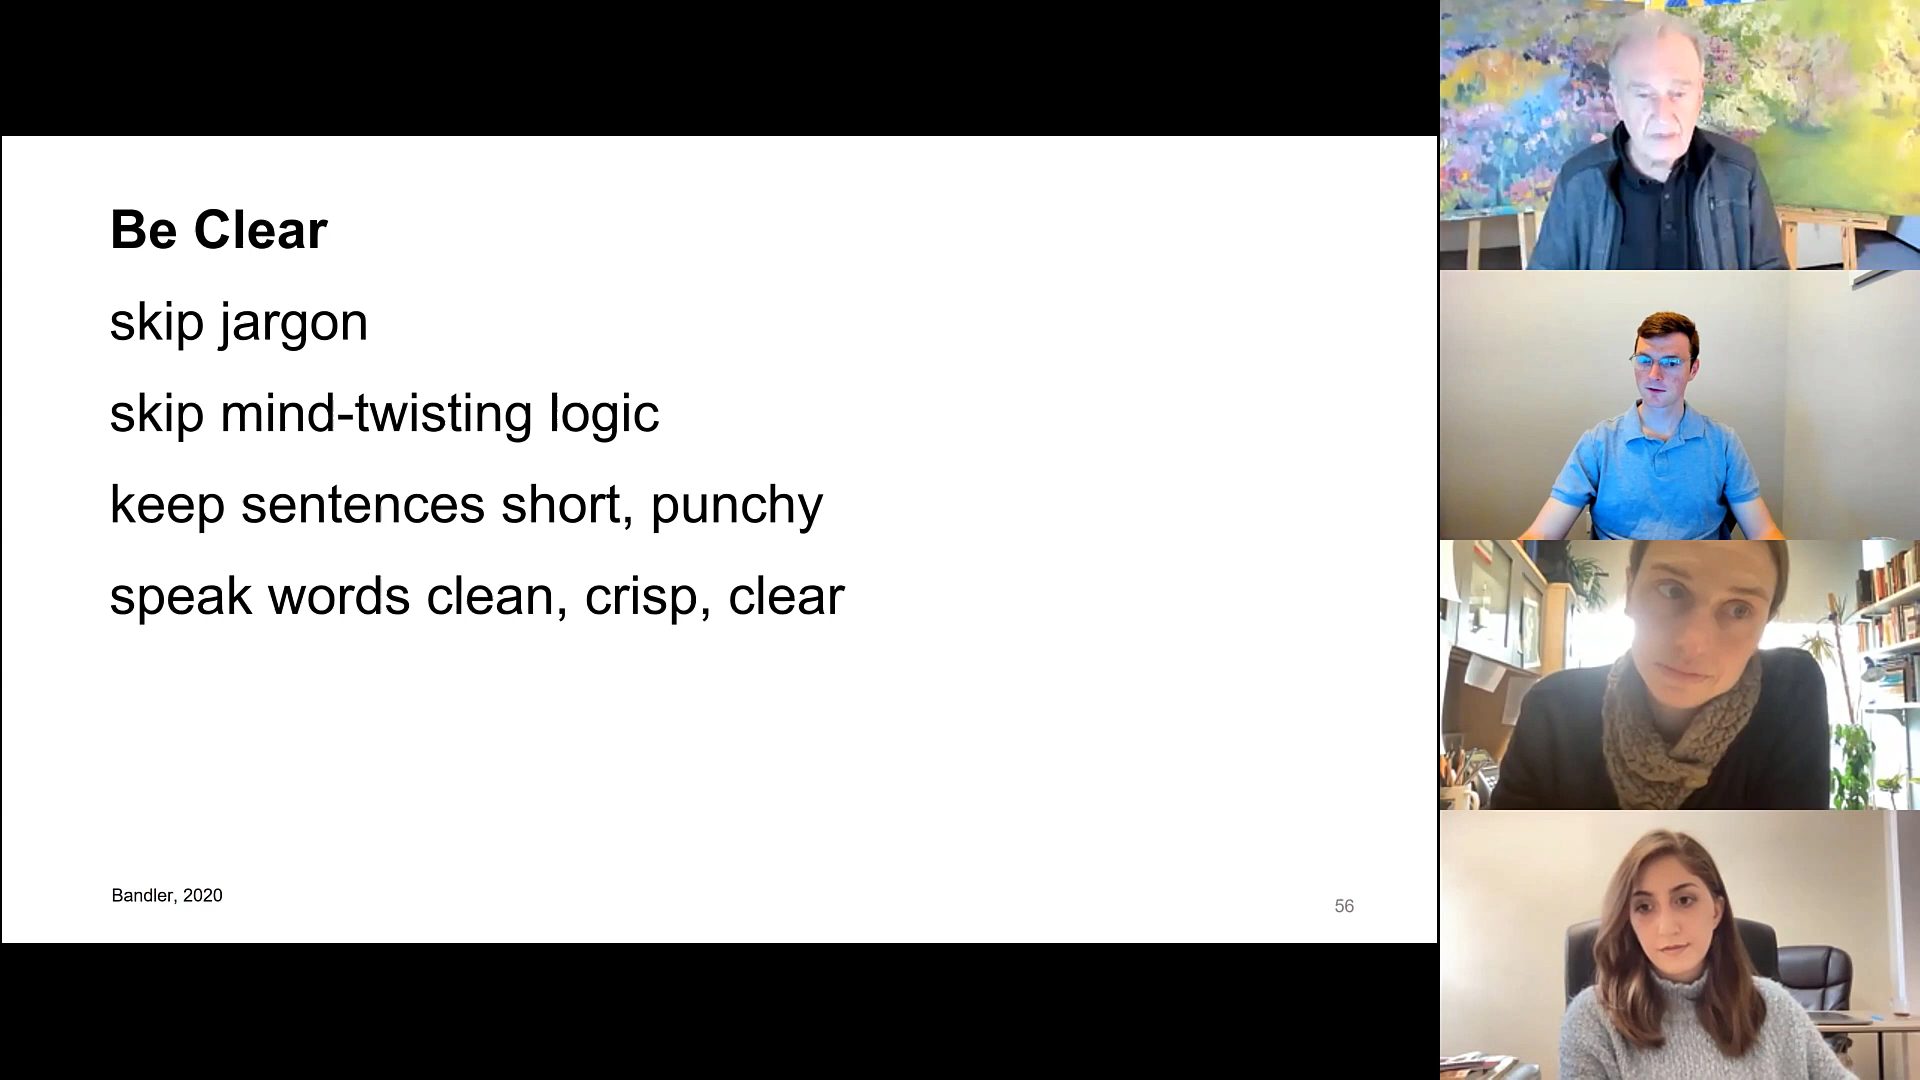 Be Clear
skip jargon
skip mind-twisting logic
keep sentences short, punchy
speak words clean, crisp, clear
Bandler, 2020
56